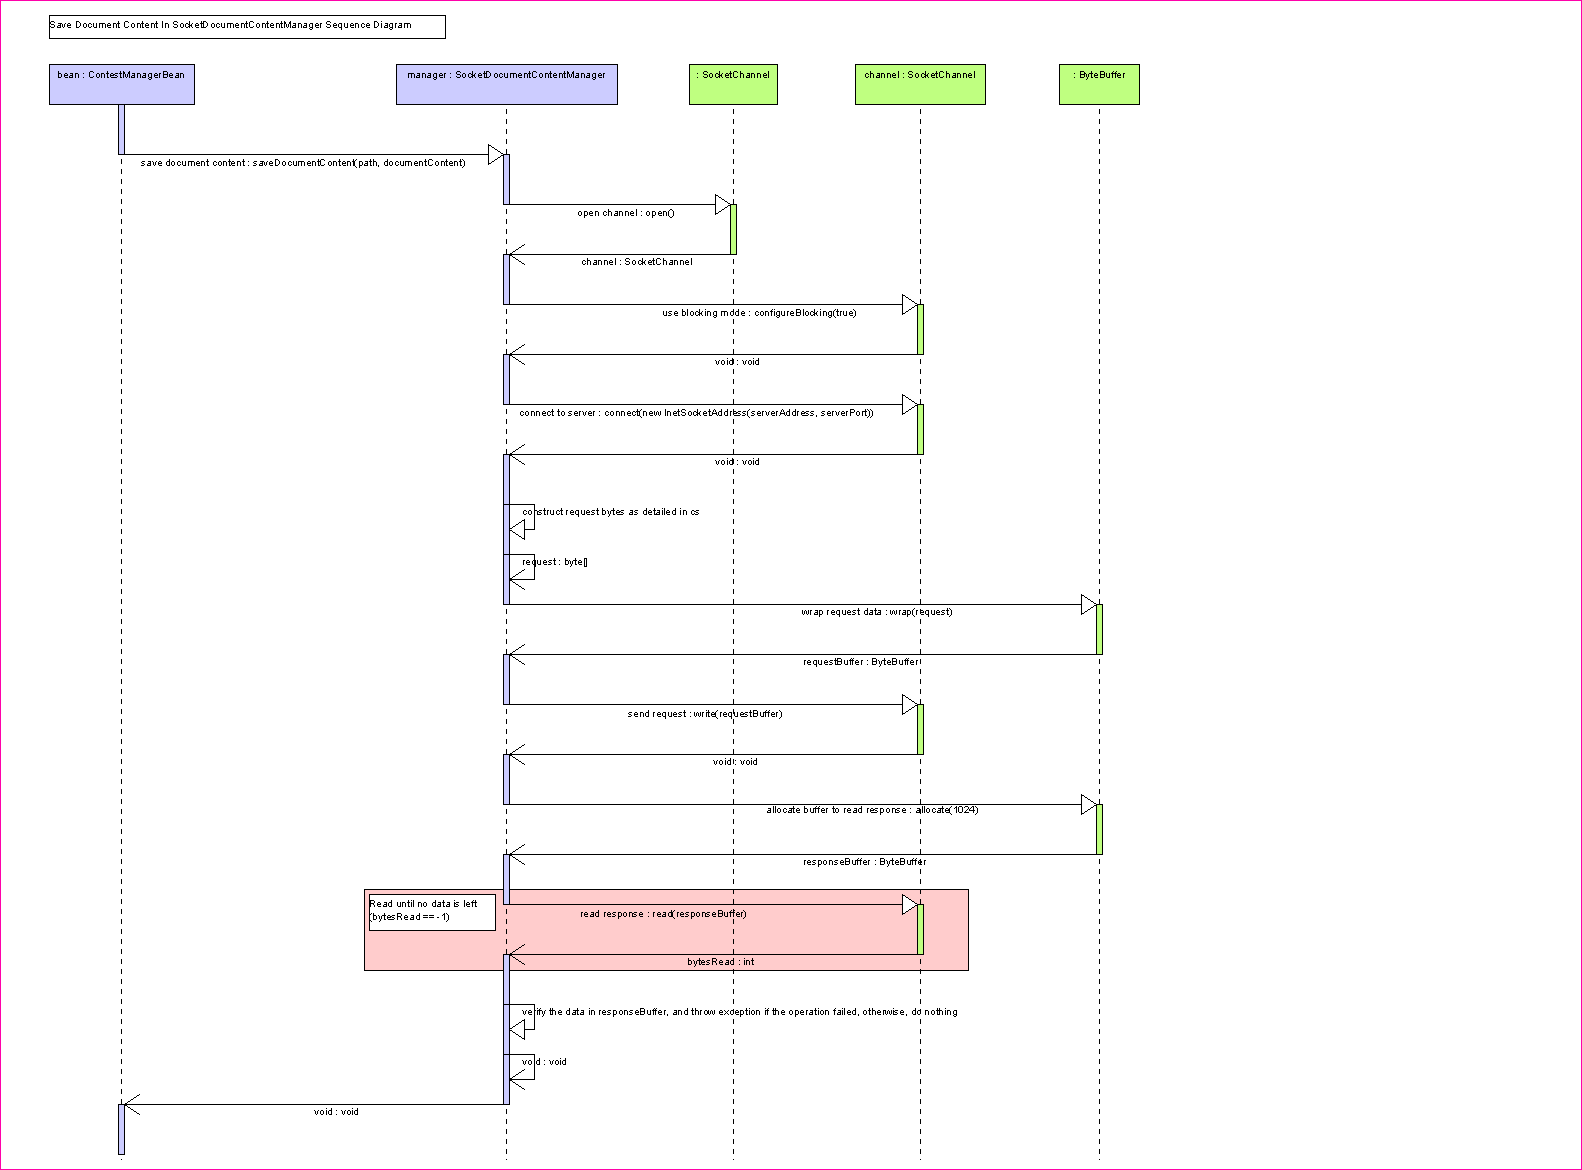 Save Document Content In SocketDocumentContentManager Sequence Diagram
bean : ContestManagerBean
manager : SocketDocumentContentManager
: SocketChannel
channel : SocketChannel
: ByteBuffer
save document content : saveDocumentContent(path, documentContent)
open channel : open()
channel : SocketChannel
use blocking mode : configureBlocking(true)
void : void
connect to server : connect(new InetSocketAddress(serverAddress, serverPort))
void : void
construct request bytes as detailed in cs
request : byte[]
wrap request data : wrap(request)
requestBuffer : ByteBuffer
send request : write(requestBuffer)
void : void
allocate buffer to read response : allocate(1024)
responseBuffer : ByteBuffer
Read until no data is left
(bytesRead == -1)
read response : read(responseBuffer)
bytesRead : int
verify the data in responseBuffer, and throw exception if the operation failed, otherwise, do nothing
void : void
void : void